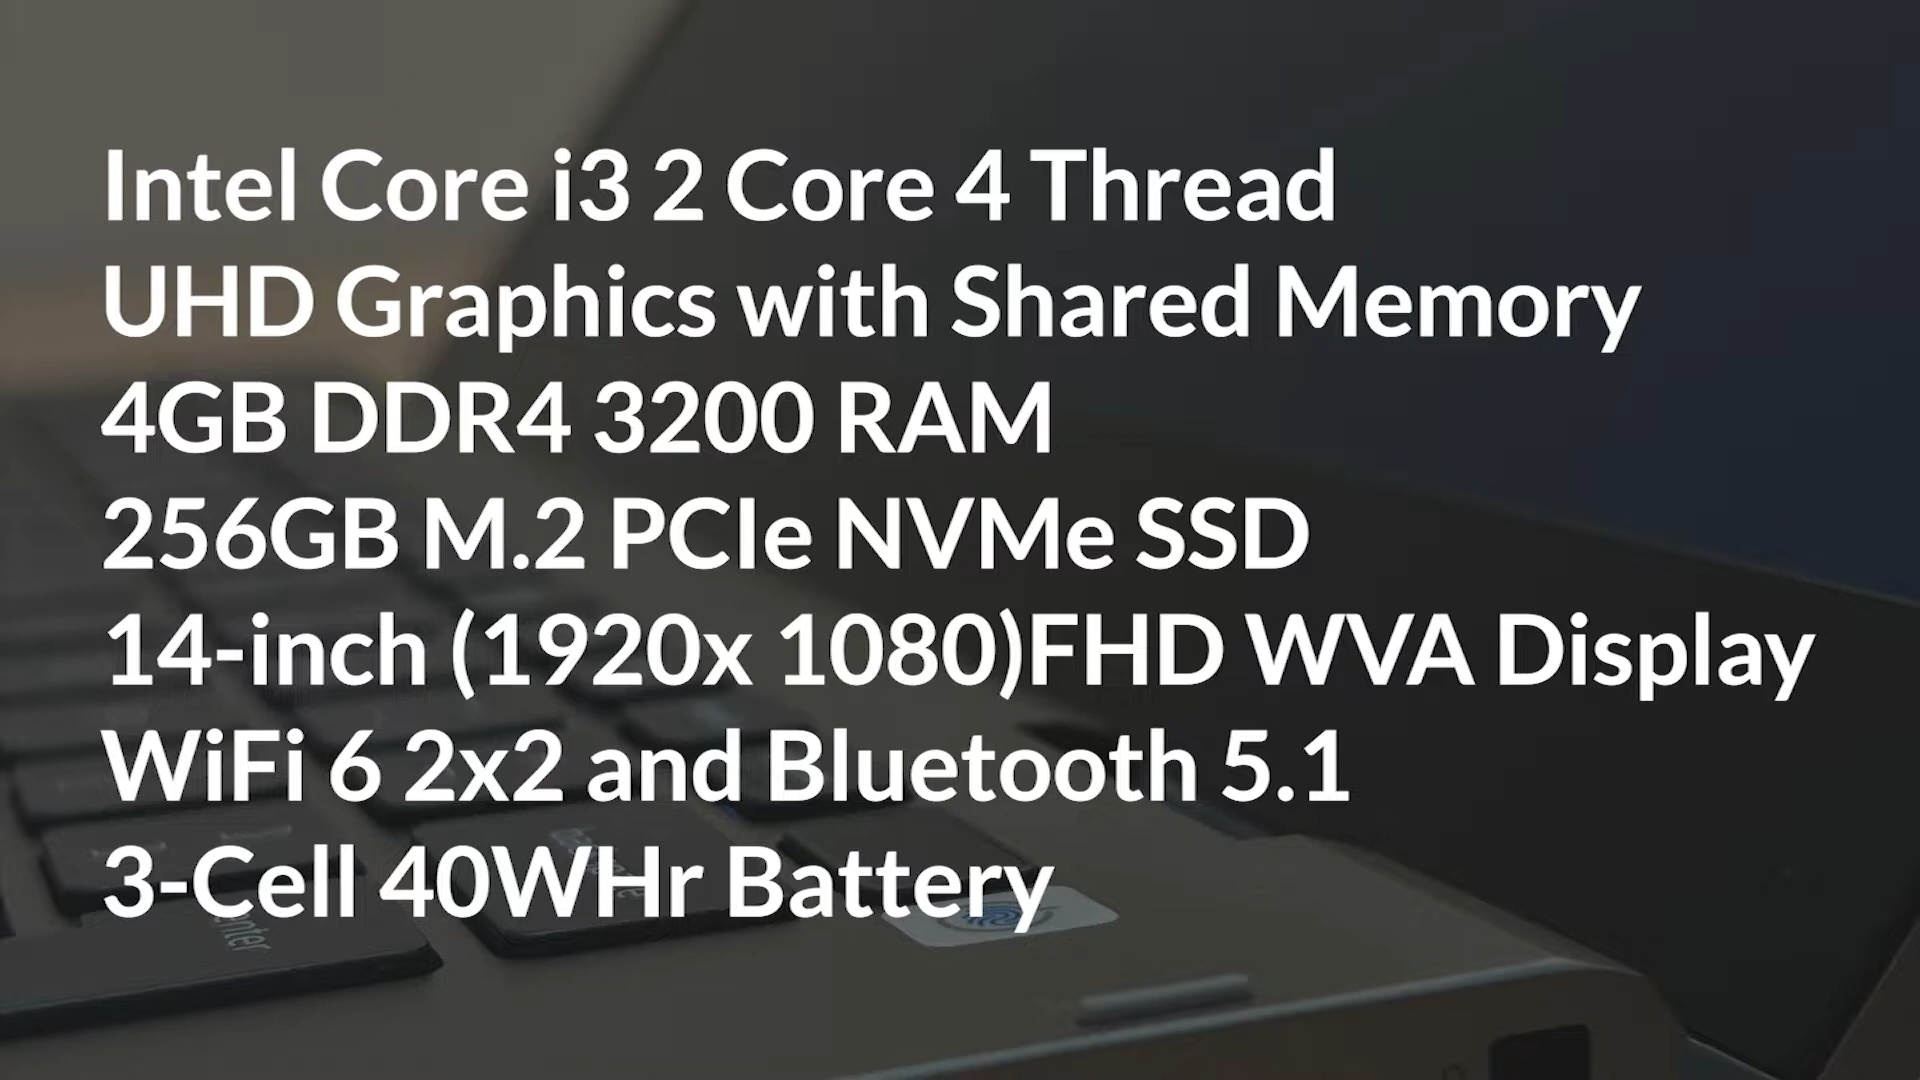 Intel Core i3 2 Core 4 Thread
UHD Graphics with Shared Memory
4GB DDR4 3200 RAM
256GB M.2 PCIe NVMe SSD
14-inch (1920x 1080)FHD WVA Display
WiFi 6 2x2 and Bluetooth 5.1
3-Cell 40WHr Battery
enter